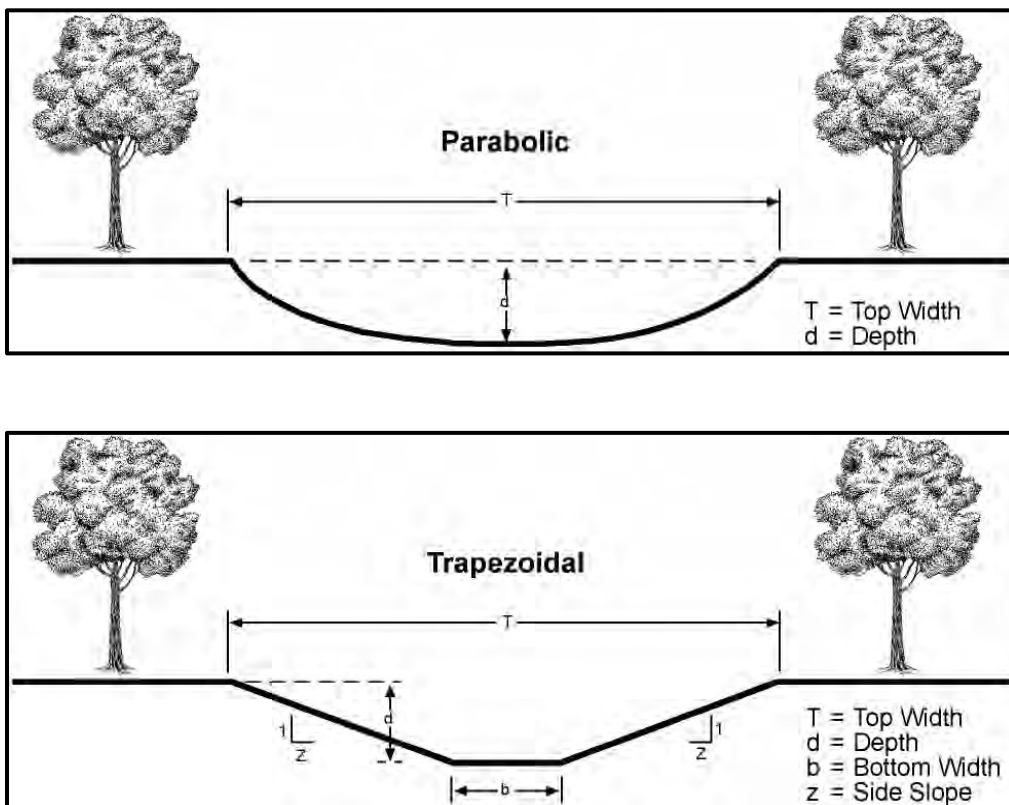 Parabolic
T
d
T = Top Width
d = Depth
Trapezoidal
T
d
1
z
1
z
b
T = Top Width
d = Depth
b = Bottom Width
z = Side Slope